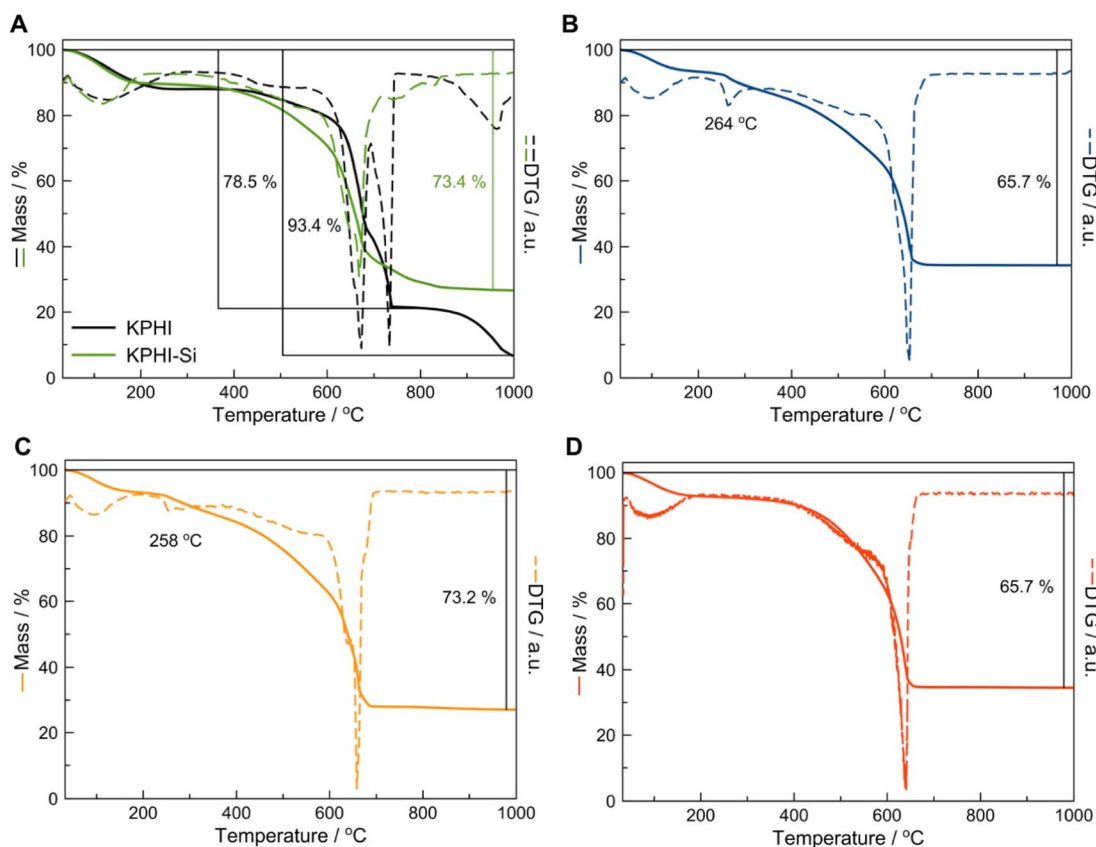 A
100
80
60
40
20
0
Mass / %
78.5 %
93.4 %
73.4 %
KPHI
KPHI-Si
DTG / a.u.
200 400 600 800 1000
Temperature / °C
B
100
80
60
40
20
0
Mass / %
264 °C
65.7 %
DTG / a.u.
200 400 600 800 1000
Temperature / °C
C
100
80
60
40
20
0
Mass / %
258 °C
73.2 %
DTG / a.u.
200 400 600 800 1000
Temperature / °C
D
100
80
60
40
20
0
Mass / %
65.7 %
DTG / a.u.
200 400 600 800 1000
Temperature / °C